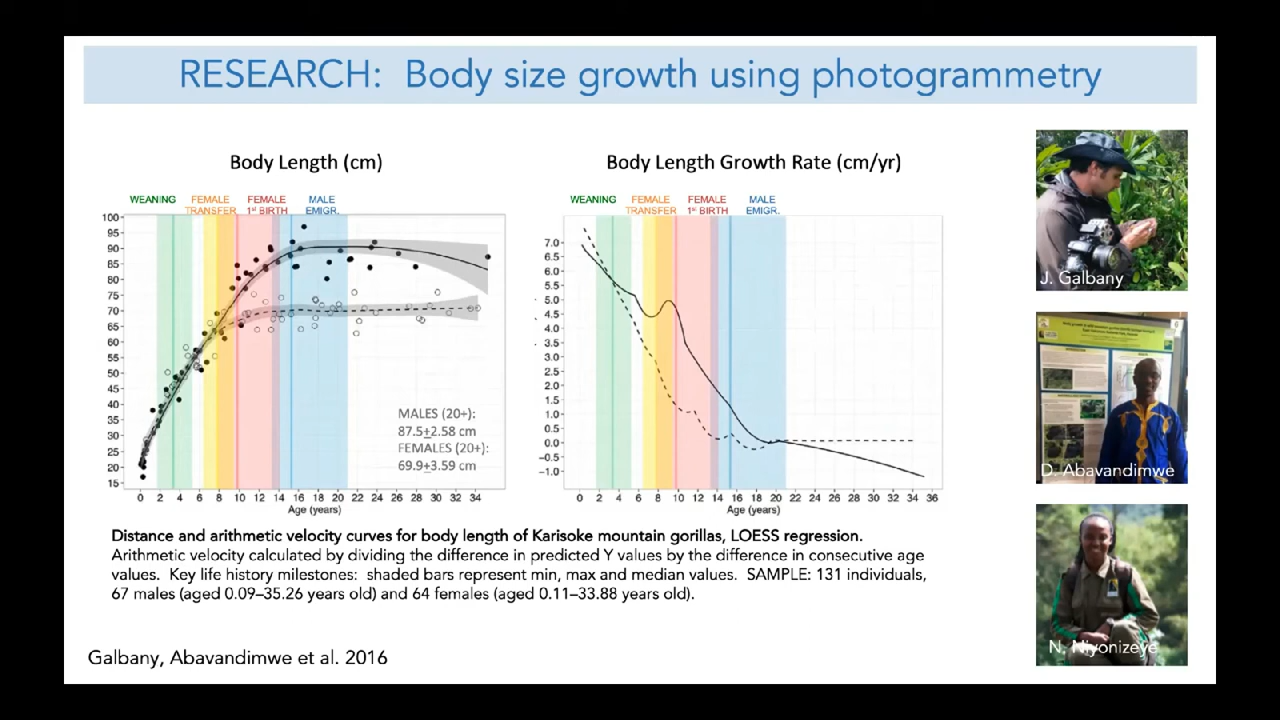 RESEARCH: Body size growth using photogrammetry
Body Length (cm)
WEANING
FEMALE
TRANSFER
FEMALE
1st BIRTH
MALE
EMIGR.
100
95
90
85
80
75
70
65
60
55
50
45
40
35
30
25
20
15
MALES (20+):
87.5±2.58 cm
FEMALES (20+):
69.9±3.59 cm
0 2 4 6 8 10 12 14 16 18 20 22 24 26 28 30 32 34
Age (years)
Body Length Growth Rate (cm/yr)
WEANING
FEMALE
TRANSFER
FEMALE
1st BIRTH
MALE
EMIGR.
7.0
6.5
6.0
5.5
5.0
4.5
4.0
3.5
3.0
2.5
2.0
1.5
1.0
0.5
0.0
−0.5
−1.0
0 2 4 6 8 10 12 14 16 18 20 22 24 26 28 30 32 34 36
Age (years)
Distance and arithmetic velocity curves for body length of Karisoke mountain gorillas, LOESS regression.
Arithmetic velocity calculated by dividing the difference in predicted Y values by the difference in consecutive age
values. Key life history milestones: shaded bars represent min, max and median values. SAMPLE: 131 individuals,
67 males (aged 0.09–35.26 years old) and 64 females (aged 0.11–33.88 years old).
Galbany, Abavandimwe et al. 2016
J. Galbany
D. Abavandimwe
N. Niyonizeye